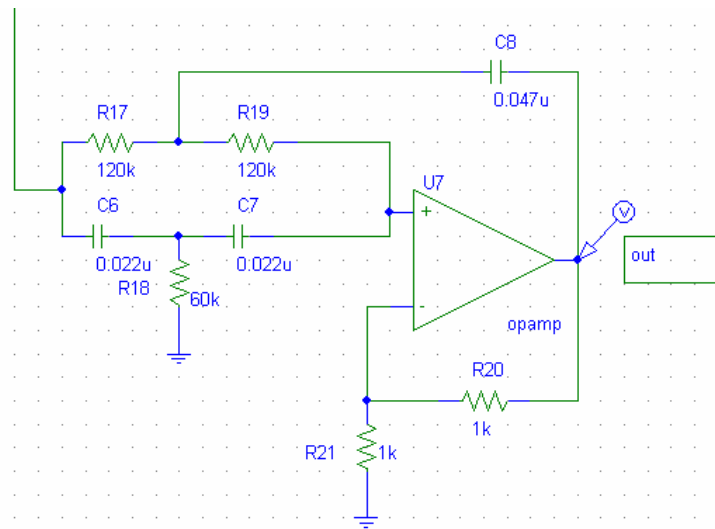 C8
0.047u
R17
R19
120k
120k
U7
C6
C7
+
V
0.022u
0.022u
out
R18
60k
-
opamp
R20
1k
R21
1k